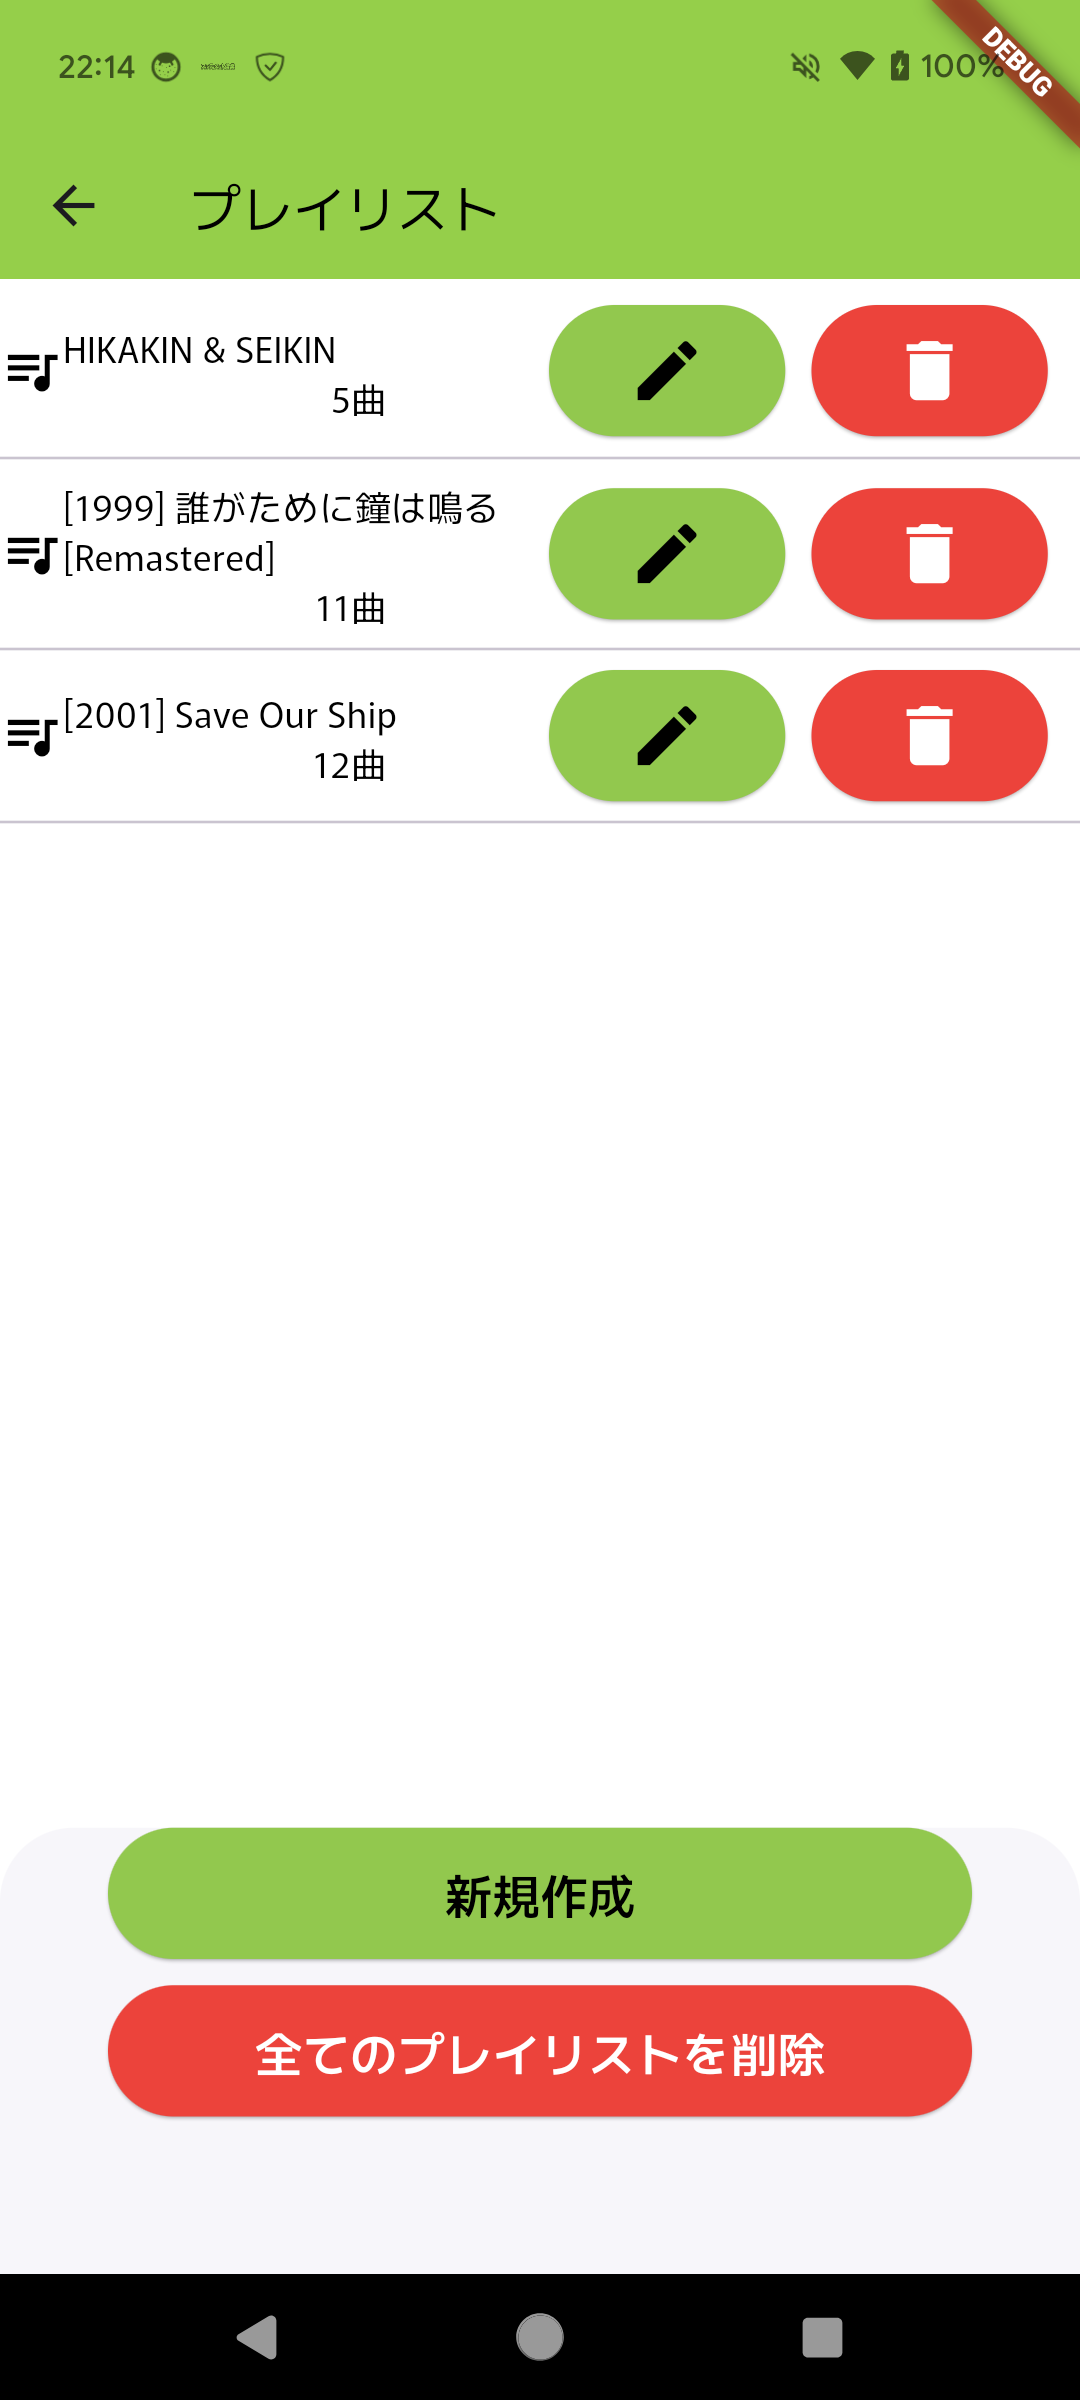 22:14
100%
DEBUG
プレイリスト
HIKAKIN & SEIKIN
5曲
[1999] 誰がために鐘は鳴る
[Remastered]
11曲
[2001] Save Our Ship
12曲
新規作成
全てのプレイリストを削除